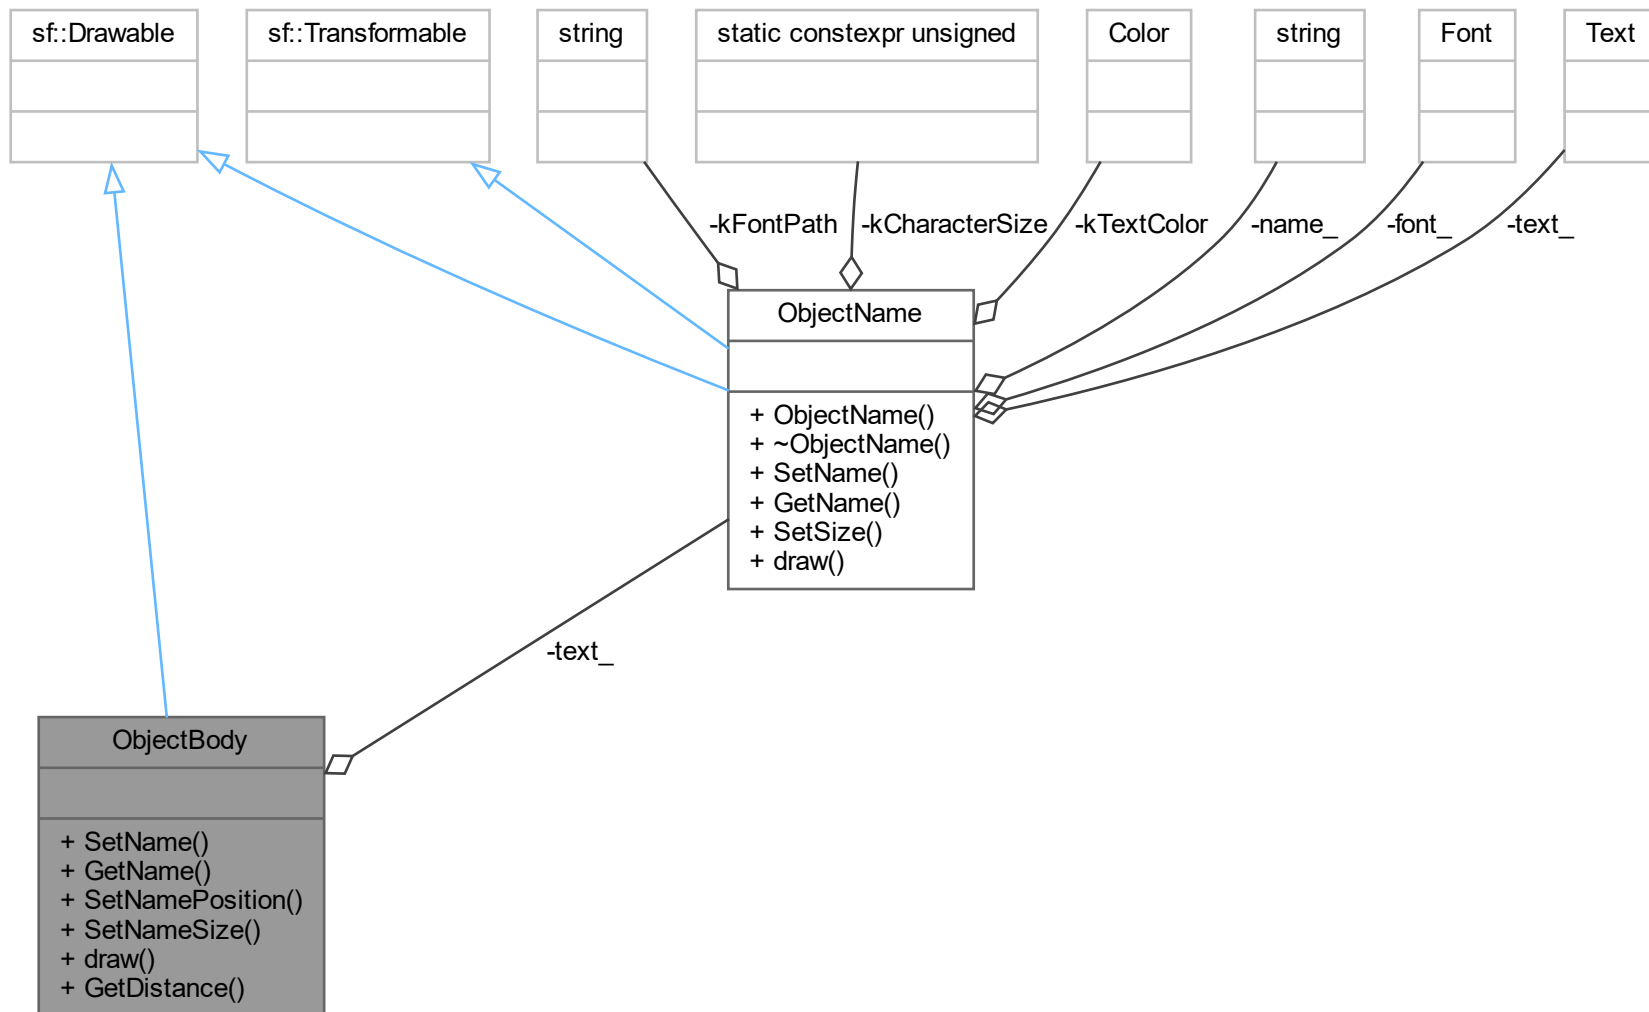 sf::Drawable
sf::Transformable
string
static constexpr unsigned
Color
string
Font
Text
-kFontPath
-kCharacterSize
-kTextColor
-name_
-font_
-text_
ObjectName
+ ObjectName()
+ ~ObjectName()
+ SetName()
+ GetName()
+ SetSize()
+ draw()
-text_
ObjectBody
+ SetName()
+ GetName()
+ SetNamePosition()
+ SetNameSize()
+ draw()
+ GetDistance()